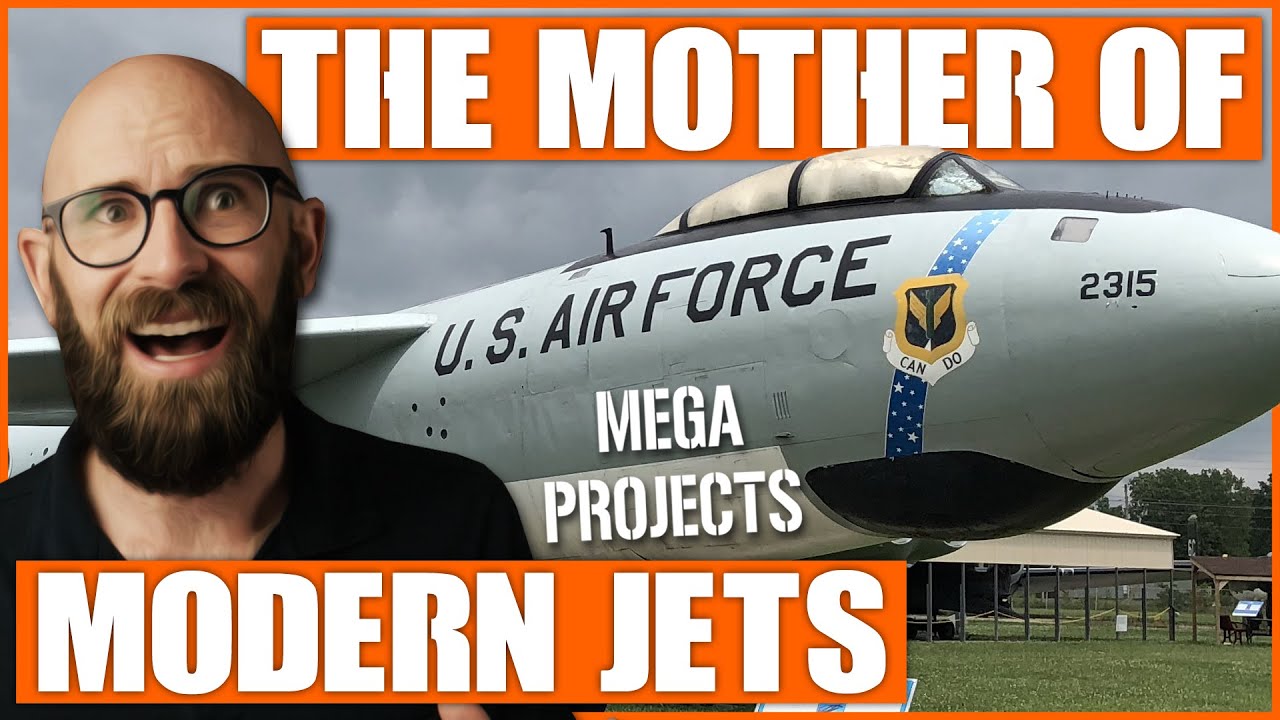 THE MOTHER OF
U.S. AIR FORCE
2315
CAN DO
MEGA
PROJECTS
MODERN JETS